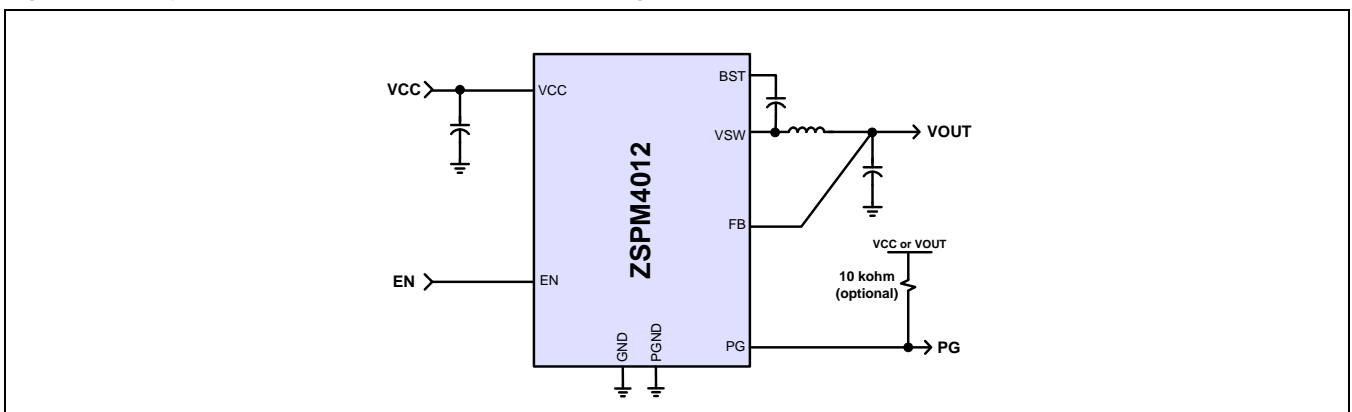 BST
VCC
VCC
VSW
VOUT
ZSPM4012
FB
VCC or VOUT
10 kohm
(optional)
EN
EN
GND
PGND
PG
PG